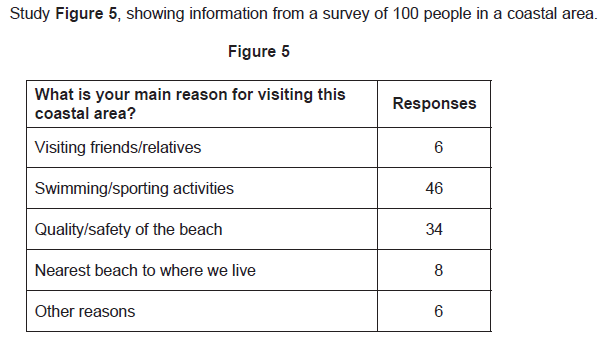 Study Figure 5, showing information from a survey of 100 people in a coastal area.
Figure 5
What is your main reason for visiting this
coastal area?
Responses
Visiting friends/relatives 6
Swimming/sporting activities 46
Quality/safety of the beach 34
Nearest beach to where we live 8
Other reasons 6